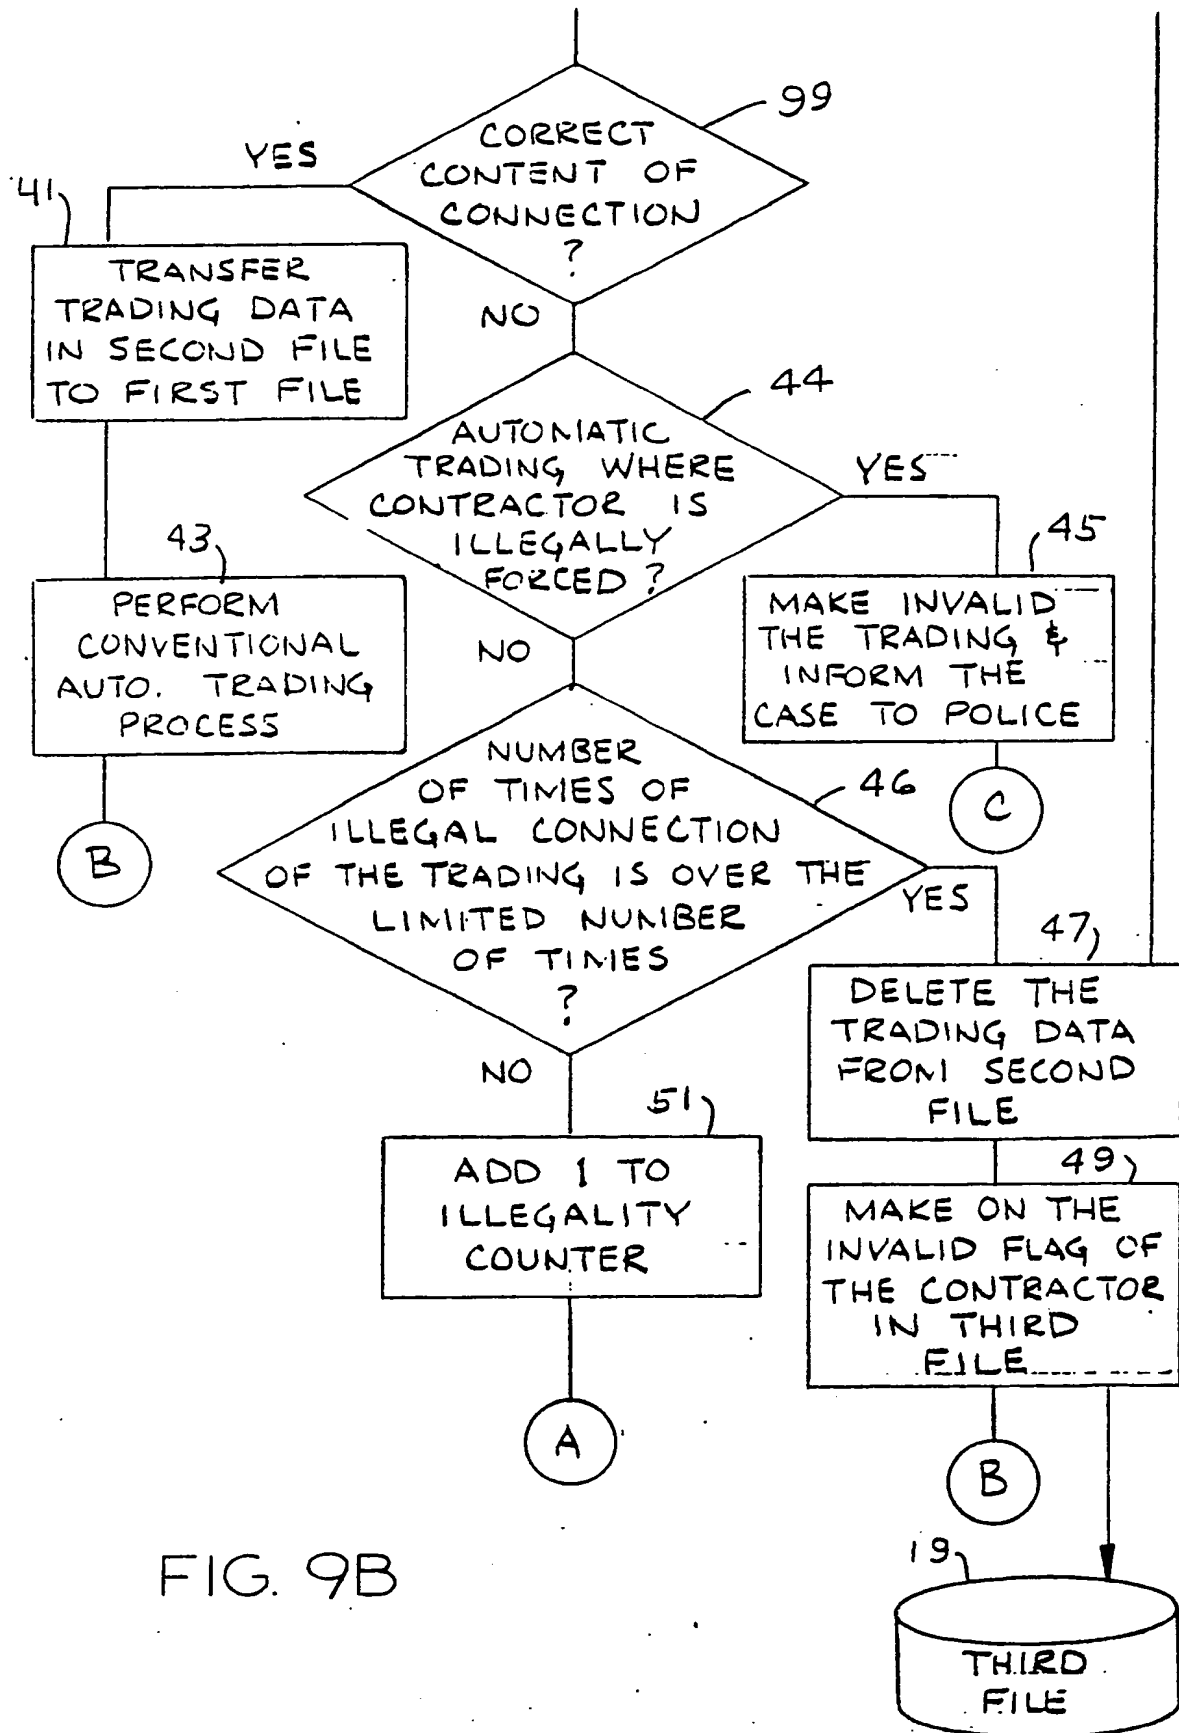 99
CORRECT
CONTENT OF
CONNECTION
?
YES
NO
41
TRANSFER
TRADING DATA
IN SECOND FILE
TO FIRST FILE
43
PERFORM
CONVENTIONAL
AUTO. TRADING
PROCESS
B
44
AUTOMATIC
TRADING WHERE
CONTRACTOR IS
ILLEGALLY
FORCED ?
YES
NO
45
MAKE INVALID
THE TRADING &
INFORM THE
CASE TO POLICE
C
46
NUMBER
OF TIMES OF
ILLEGAL CONNECTION
OF THE TRADING IS OVER THE
LIMITED NUMBER
OF TIMES
?
YES
NO
47
DELETE THE
TRADING DATA
FROM SECOND
FILE
49
MAKE ON THE
INVALID FLAG OF
THE CONTRACTOR
IN THIRD
FILE
B
51
ADD 1 TO
ILLEGALITY
COUNTER
A
19
THIRD
FILE
FIG. 9B